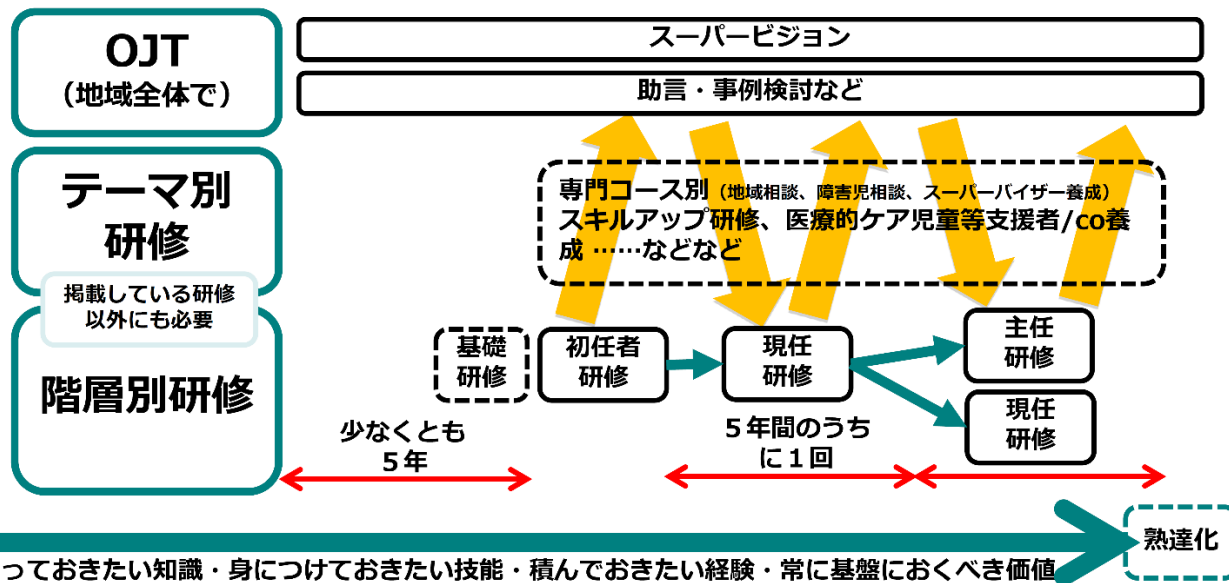 OJT
（地域全体で）
スーパービジョン
助言・事例検討など
テーマ別
研修
専門コース別（地域相談、障害児相談、スーパーバイザー養成）
スキルアップ研修、医療的ケア児童等支援者/co養
成 ……などなど
掲載している研修
以外にも必要
階層別研修
基礎
研修
初任者
研修
現任
研修
主任
研修
現任
研修
少なくとも
５年
５年間のうち
に１回
熟達化
っておきたい知識・身につけておきたい技能・積んでおきたい経験・常に基盤におくべき価値